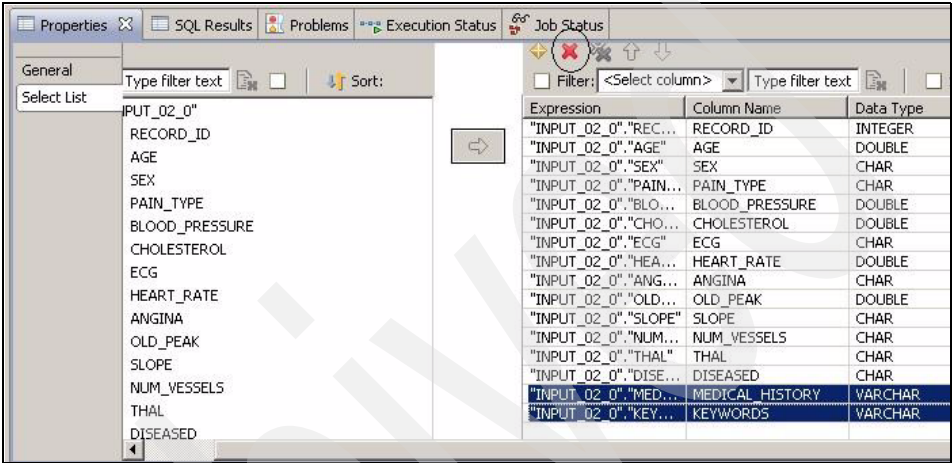 Properties SQL Results Problems Execution Status Job Status
General
Select List
Type filter text Sort:
INPUT_02_0"
RECORD_ID
AGE
SEX
PAIN_TYPE
BLOOD_PRESSURE
CHOLESTEROL
ECG
HEART_RATE
ANGINA
OLD_PEAK
SLOPE
NUM_VESSELS
THAL
DISEASED
Filter: <Select column> Type filter text
Expression Column Name Data Type
"INPUT_02_0"."REC... RECORD_ID INTEGER
"INPUT_02_0"."AGE" AGE DOUBLE
"INPUT_02_0"."SEX" SEX CHAR
"INPUT_02_0"."PAIN... PAIN_TYPE CHAR
"INPUT_02_0"."BLO... BLOOD_PRESSURE DOUBLE
"INPUT_02_0"."CHO... CHOLESTEROL DOUBLE
"INPUT_02_0"."ECG" ECG CHAR
"INPUT_02_0"."HEA... HEART_RATE DOUBLE
"INPUT_02_0"."ANG... ANGINA CHAR
"INPUT_02_0"."OLD... OLD_PEAK DOUBLE
"INPUT_02_0"."SLOPE" SLOPE CHAR
"INPUT_02_0"."NUM... NUM_VESSELS CHAR
"INPUT_02_0"."THAL" THAL CHAR
"INPUT_02_0"."DISE... DISEASED CHAR
"INPUT_02_0"."MED... MEDICAL_HISTORY VARCHAR
"INPUT_02_0"."KEY... KEYWORDS VARCHAR